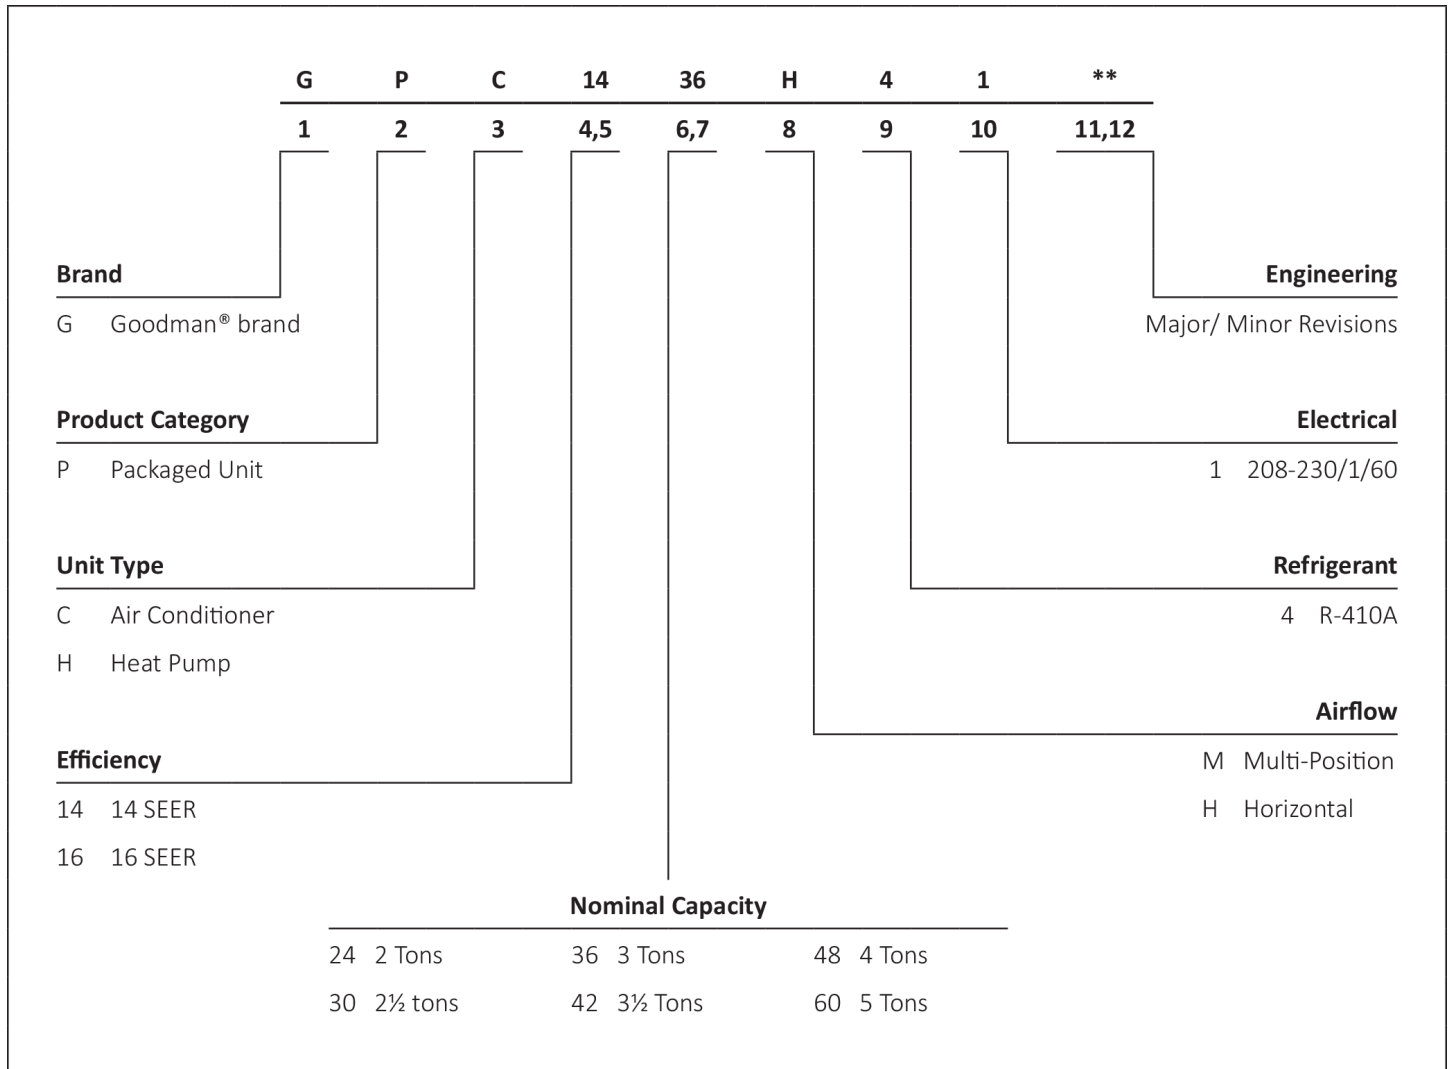 G P C 14 36 H 4 1 **
1 2 3 4,5 6,7 8 9 10 11,12
Brand
G Goodman® brand
Product Category
P Packaged Unit
Unit Type
C Air Conditioner
H Heat Pump
Efficiency
14 14 SEER
16 16 SEER
Nominal Capacity
24 2 Tons 36 3 Tons 48 4 Tons
30 2½ tons 42 3½ Tons 60 5 Tons
Engineering
Major/ Minor Revisions
Electrical
1 208-230/1/60
Refrigerant
4 R-410A
Airflow
M Multi-Position
H Horizontal